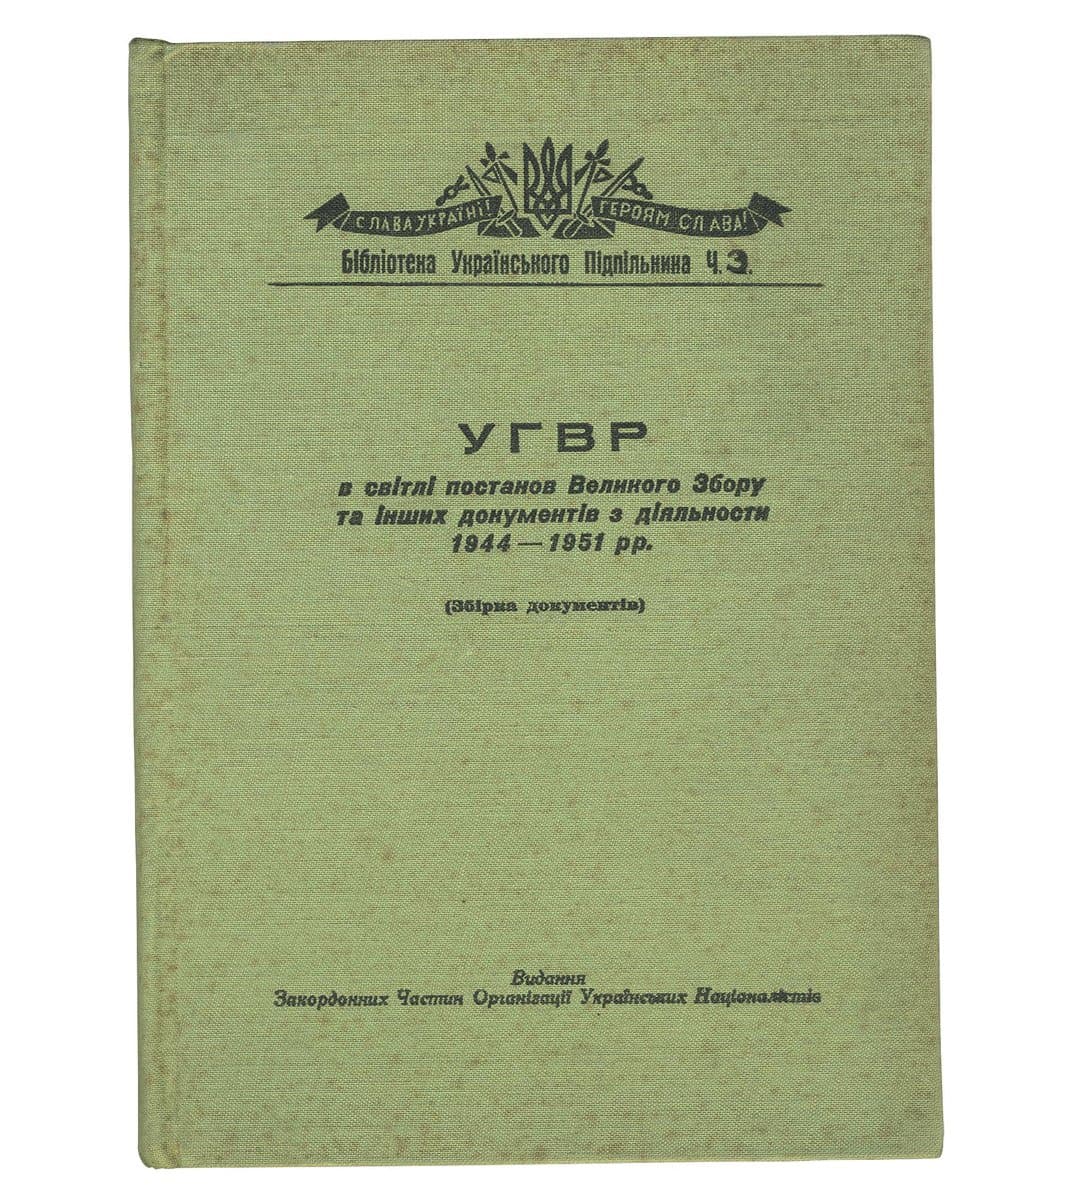 СЛАВА УКРАЇНІ! ГЕРОЯМ СЛАВА!
Бібліотека Українського Підпільника Ч. 3.
УГВР
в світлі постанов Великого Збору
та інших документів з діяльности
1944 — 1951 рр.
(Збірка документів)
Видання
Закордонних Частин Організації Українських Націоналістів